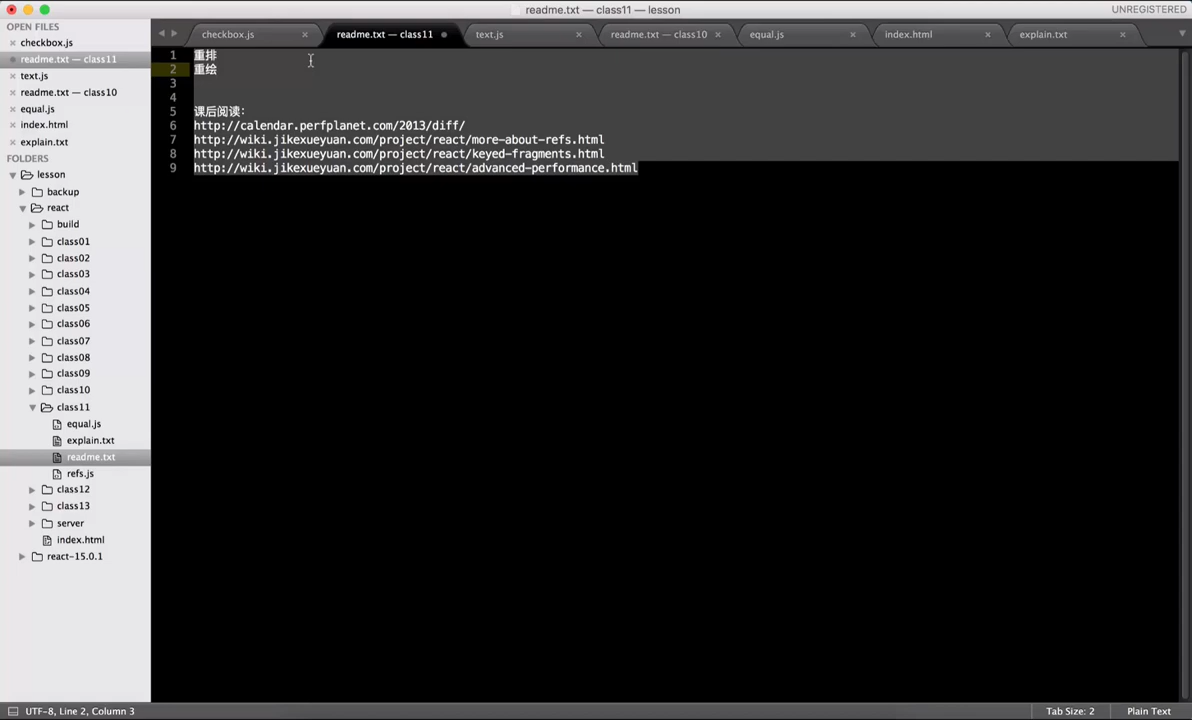 readme.txt — class11 — lesson
UNREGISTERED
OPEN FILES
checkbox.js
readme.txt — class11
text.js
readme.txt — class10
equal.js
index.html
explain.txt
FOLDERS
lesson
backup
react
build
class01
class02
class03
class04
class05
class06
class07
class08
class09
class10
class11
equal.js
explain.txt
readme.txt
refs.js
class12
class13
server
index.html
react-15.0.1
checkbox.js
readme.txt — class11
text.js
readme.txt — class10
equal.js
index.html
explain.txt
1 重排
2 重绘
3
4
5 课后阅读:
6 http://calendar.perfplanet.com/2013/diff/
7 http://wiki.jikexueyuan.com/project/react/more-about-refs.html
8 http://wiki.jikexueyuan.com/project/react/keyed-fragments.html
9 http://wiki.jikexueyuan.com/project/react/advanced-performance.html
UTF-8, Line 2, Column 3
Tab Size: 2
Plain Text